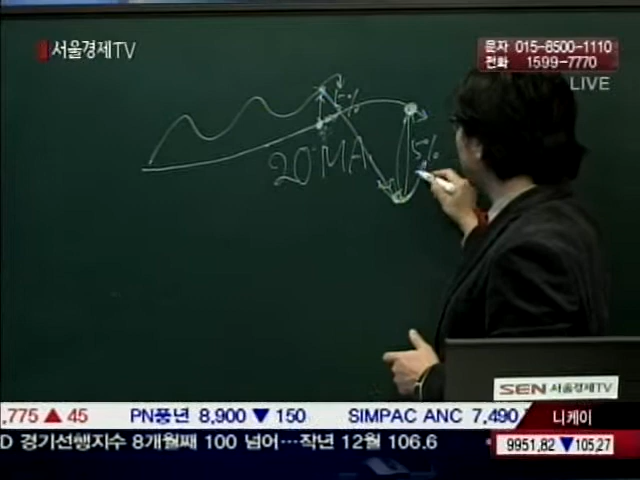 서울경제TV
문자 015-8500-1110
전화 1599-7770
LIVE
5%
20MA
5%
SEN 서울경제TV
,775 ▲ 45 PN풍년 8,900 ▼ 150 SIMPAC ANC 7,490
니케이
D 경기선행지수 8개월째 100 넘어…작년 12월 106.6
9951,82 ▼105,27